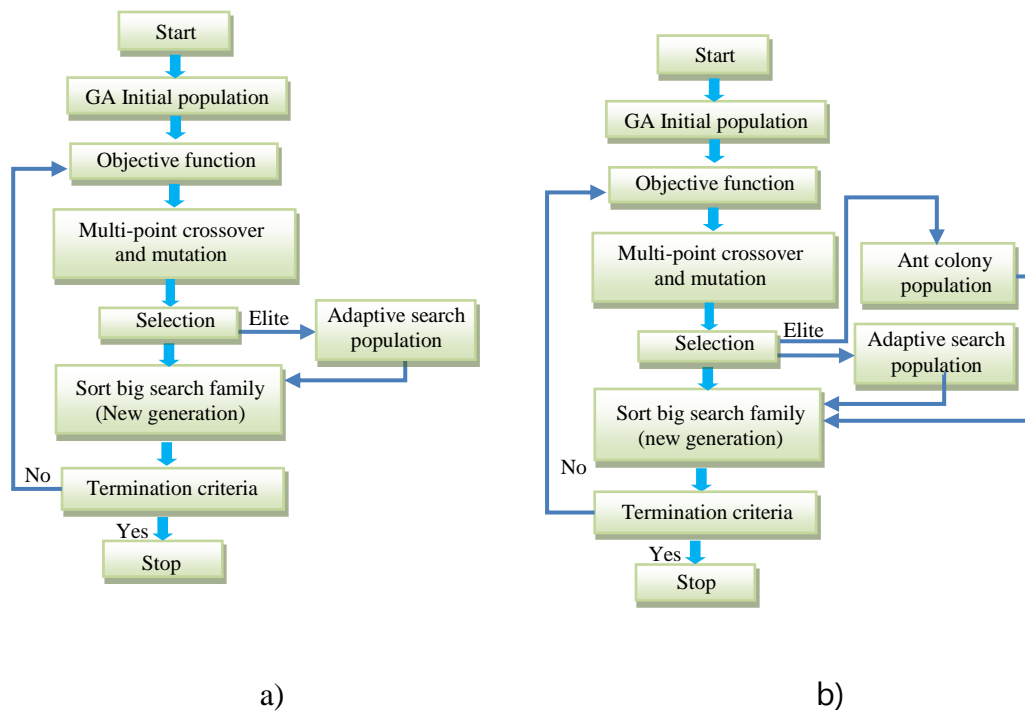 Start
GA Initial population
Objective function
Multi-point crossover
and mutation
Selection
Elite
Adaptive search
population
Sort big search family
(New generation)
No
Termination criteria
Yes
Stop
a)
Start
GA Initial population
Objective function
Multi-point crossover
and mutation
Ant colony
population
Elite
Selection
Adaptive search
population
Sort big search family
(new generation)
No
Termination criteria
Yes
Stop
b)